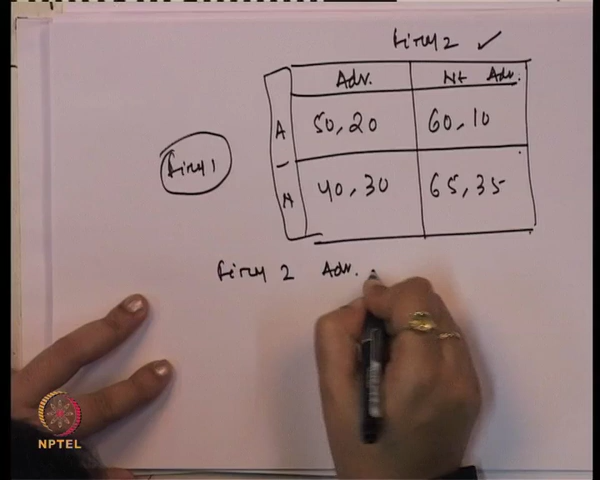 Firm 2 ✓
Adv. Nt Adv.
A 50, 20 60, 10
Firm 1
N 40, 30 65, 35
Firm 2 Adv.
NPTEL